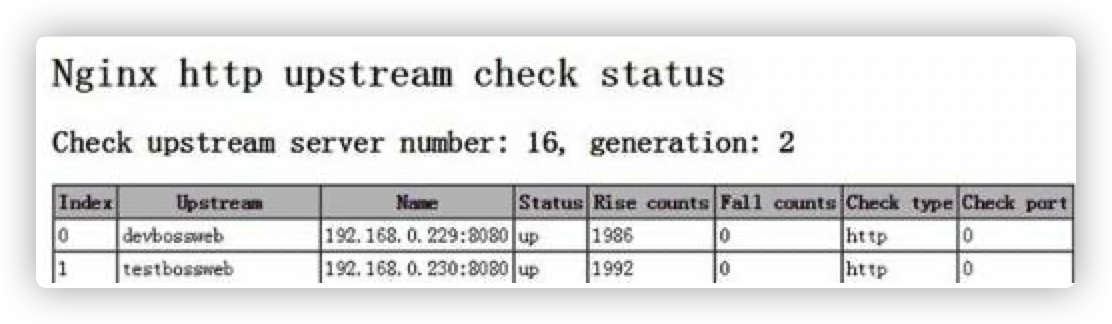 Nginx http upstream check status
Check upstream server number: 16, generation: 2
Index Upstream Name Status Rise counts Fall counts Check type Check port
0 devbossweb 192.168.0.229:8080 up 1986 0 http 0
1 testbossweb 192.168.0.230:8080 up 1992 0 http 0